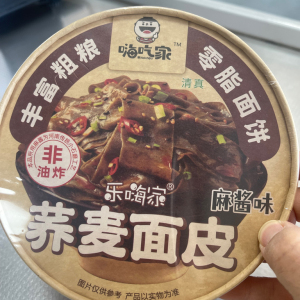 嗨吃家™
丰富粗粮
零脂面饼
清真
非
油炸
乐嗨家®
麻酱味
荞麦面皮
图片仅供参考 产品以实物为准